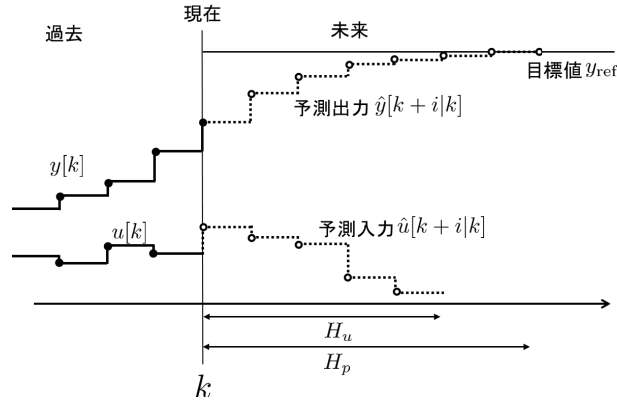 現在
過去
未来
目標値 y_ref
予測出力 ŷ[k + i|k]
y[k]
u[k]
予測入力 û[k + i|k]
H_u
H_p
k